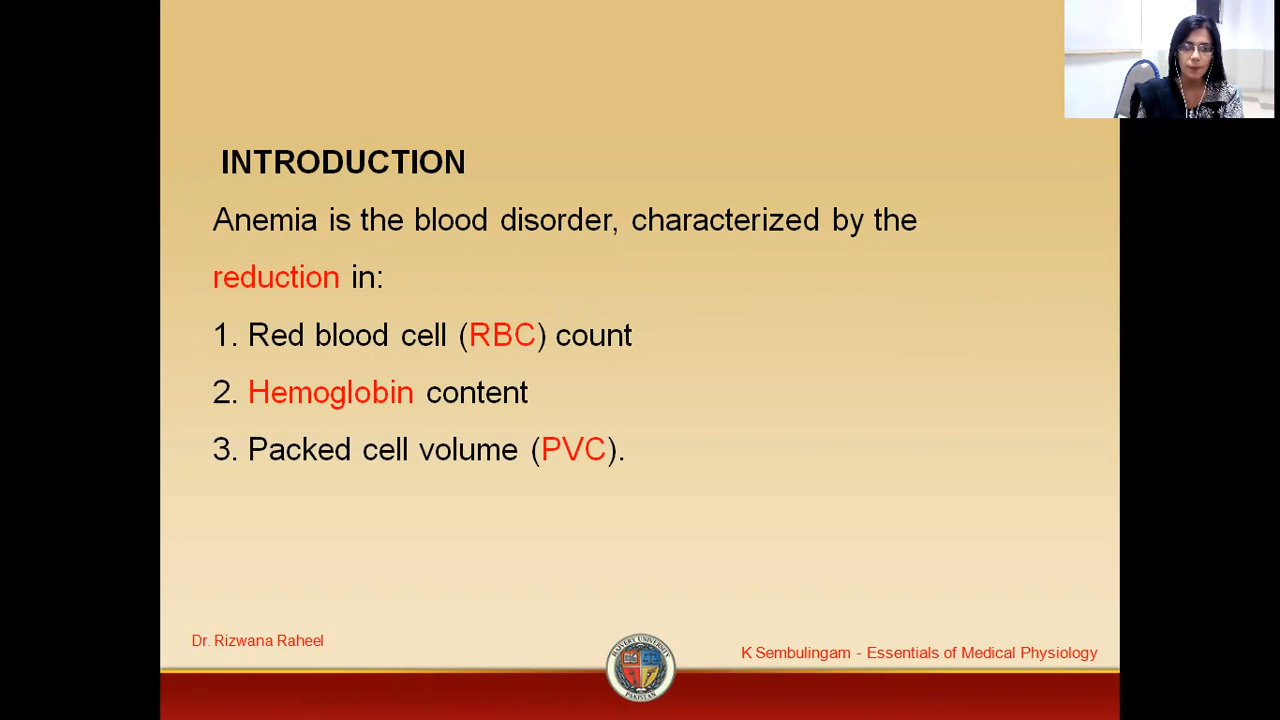 INTRODUCTION
Anemia is the blood disorder, characterized by the
reduction in:
1. Red blood cell (RBC) count
2. Hemoglobin content
3. Packed cell volume (PVC).
Dr. Rizwana Raheel
K Sembulingam - Essentials of Medical Physiology
PAKISTAN